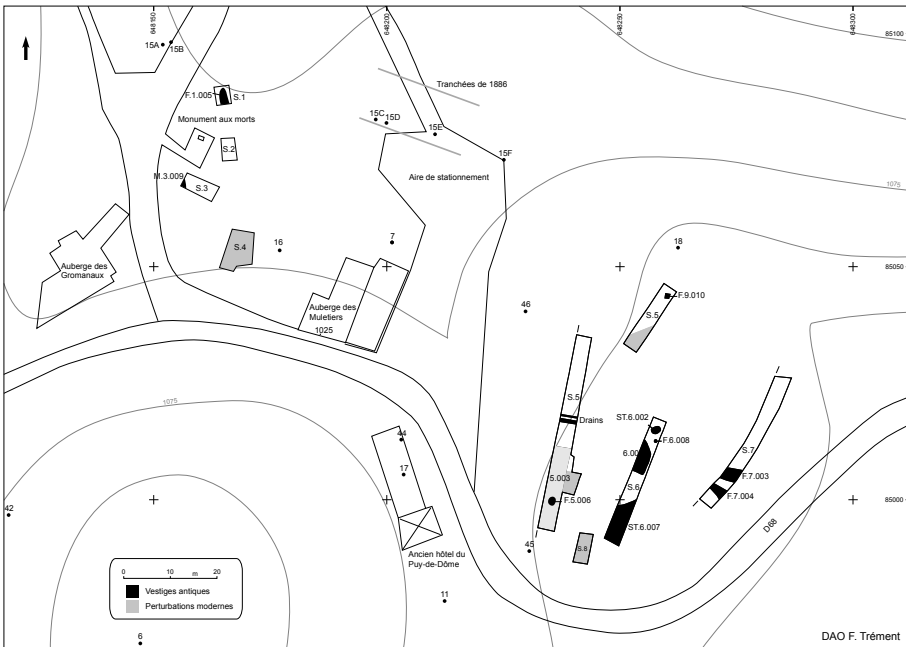 648150
648200
648250
648300
85100
15A
15B
F.1.005
S.1
Monument aux morts
S.2
M.3.009
S.3
Tranchées de 1886
15C
15D
15E
15F
Aire de stationnement
1075
S.4
16
7
18
85050
Auberge des
Gromanaux
Auberge des
Muletiers
1025
46
F.9.010
S.5
1075
S.5
Drains
ST.6.002
F.6.008
6.00
S.6
S.7
F.7.003
F.7.004
44
17
5.003
F.5.006
ST.6.007
85000
42
D68
45
S.8
Ancien hôtel du
Puy-de-Dôme
11
6
0 m 20
Vestiges antiques
Perturbations modernes
DAO F. Trément